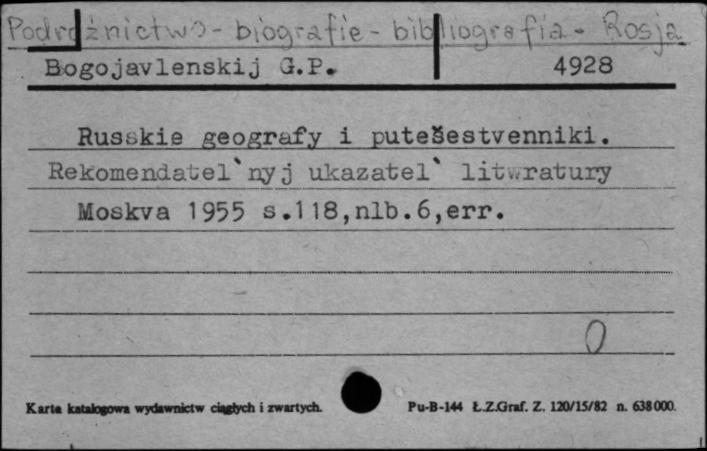 Podróżnictwo - biografie - bibliografia - Rosja
Bogojavlenskij G.P. 4928
Russkie geografy i putešestvenniki.
Rekomendatel`nyj ukazatel` litwratury
Moskva 1955 s.118,nlb.6,err.
0
Karta katalogowa wydawnictw ciągłych i zwartych. Pu-B-144 Ł.Z.Graf. Z. 120/15/82 n. 638000.